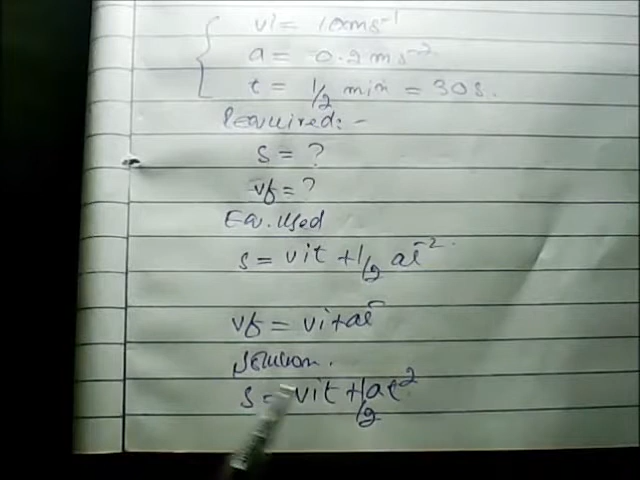 vi = 10ms⁻¹
a = 0.2 ms⁻²
t = 1/2 min = 30s.
Required:-
s = ?
vf = ?
Eq. Used
s = vit + 1/2 at².
vf = vi + at
Solution.
s = vit + 1/2 at²